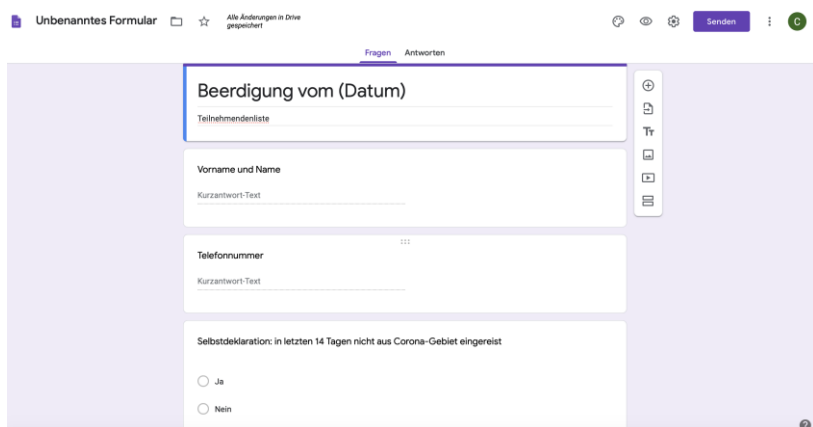 Unbenanntes Formular
Alle Änderungen in Drive
gespeichert
Senden
C
Fragen
Antworten
Beerdigung vom (Datum)
Teilnehmendenliste
Vorname und Name
Kurzantwort-Text
Telefonnummer
Kurzantwort-Text
Selbstdeklaration: in letzten 14 Tagen nicht aus Corona-Gebiet eingereist
Ja
Nein